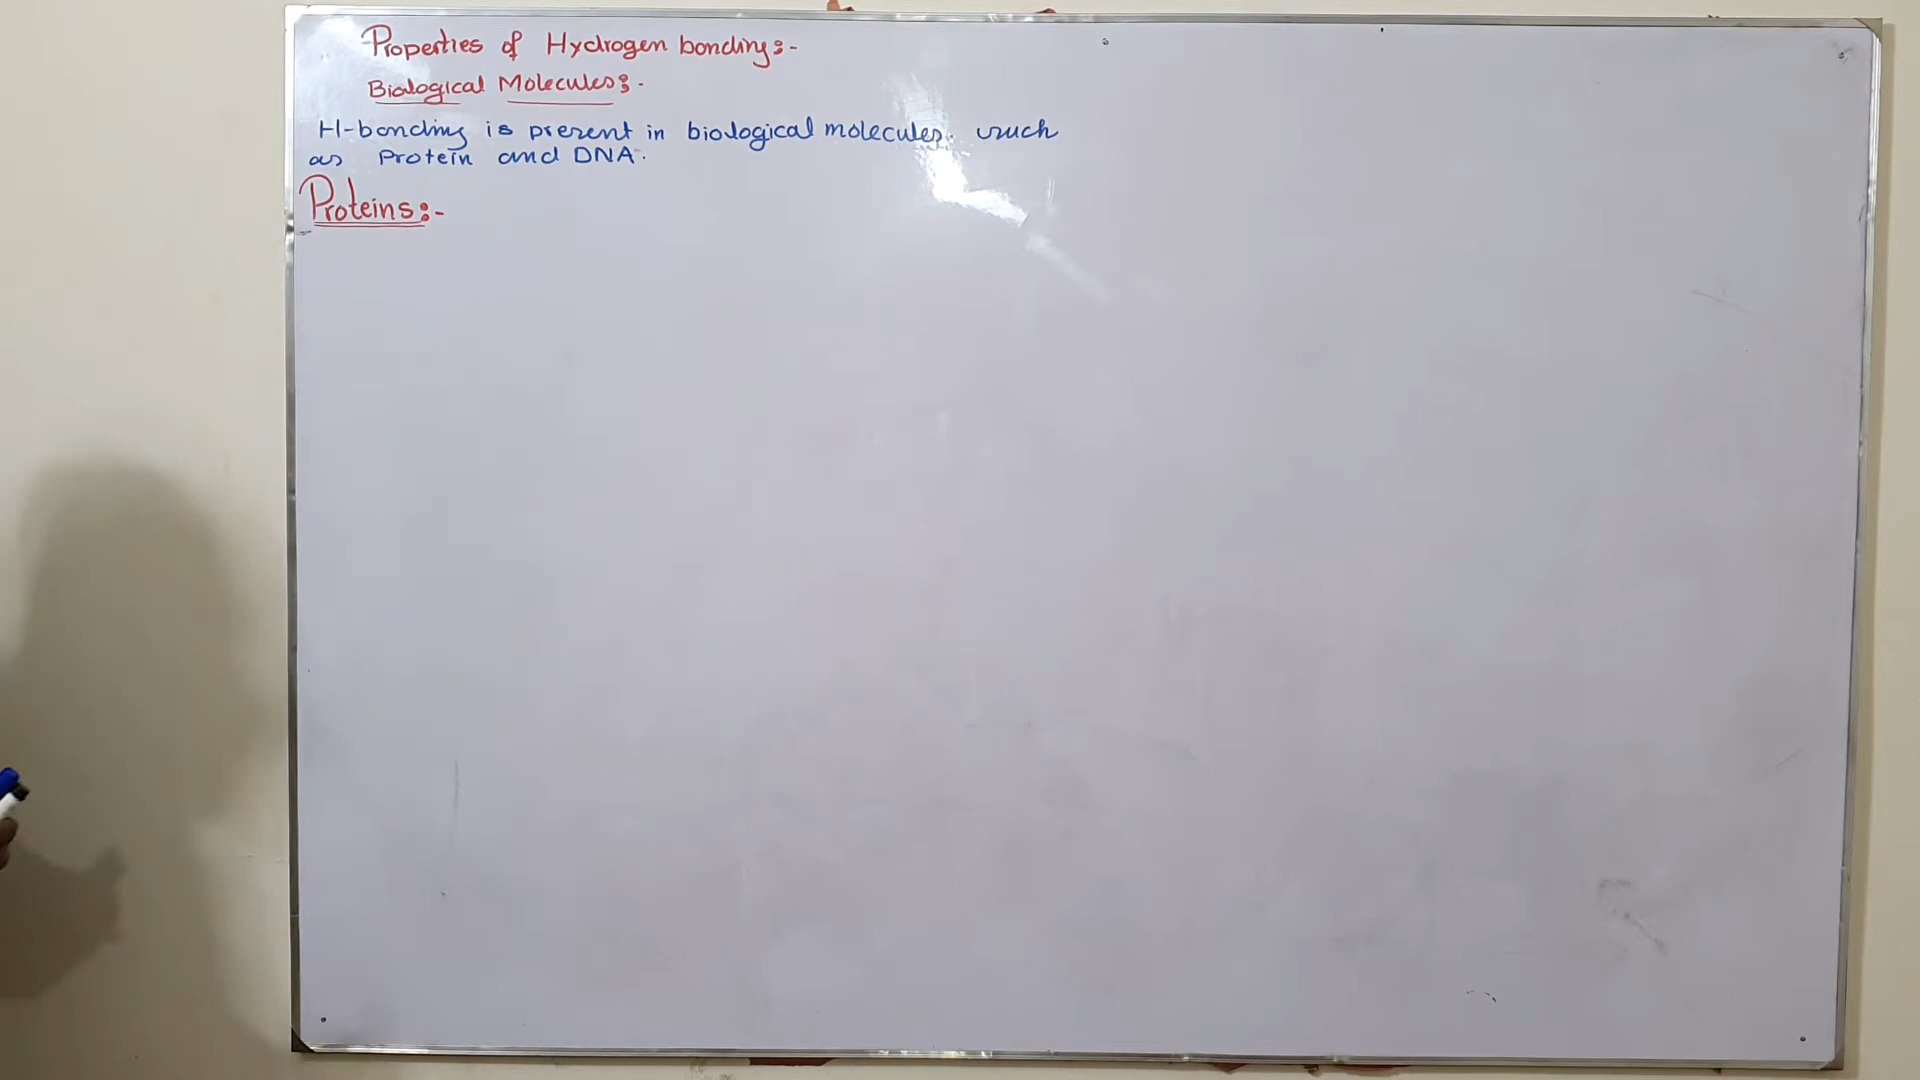 Properties of Hydrogen bonding:-
Biological Molecules:-
H-bonding is present in biological molecules. such
as Protein and DNA.
Proteins:-